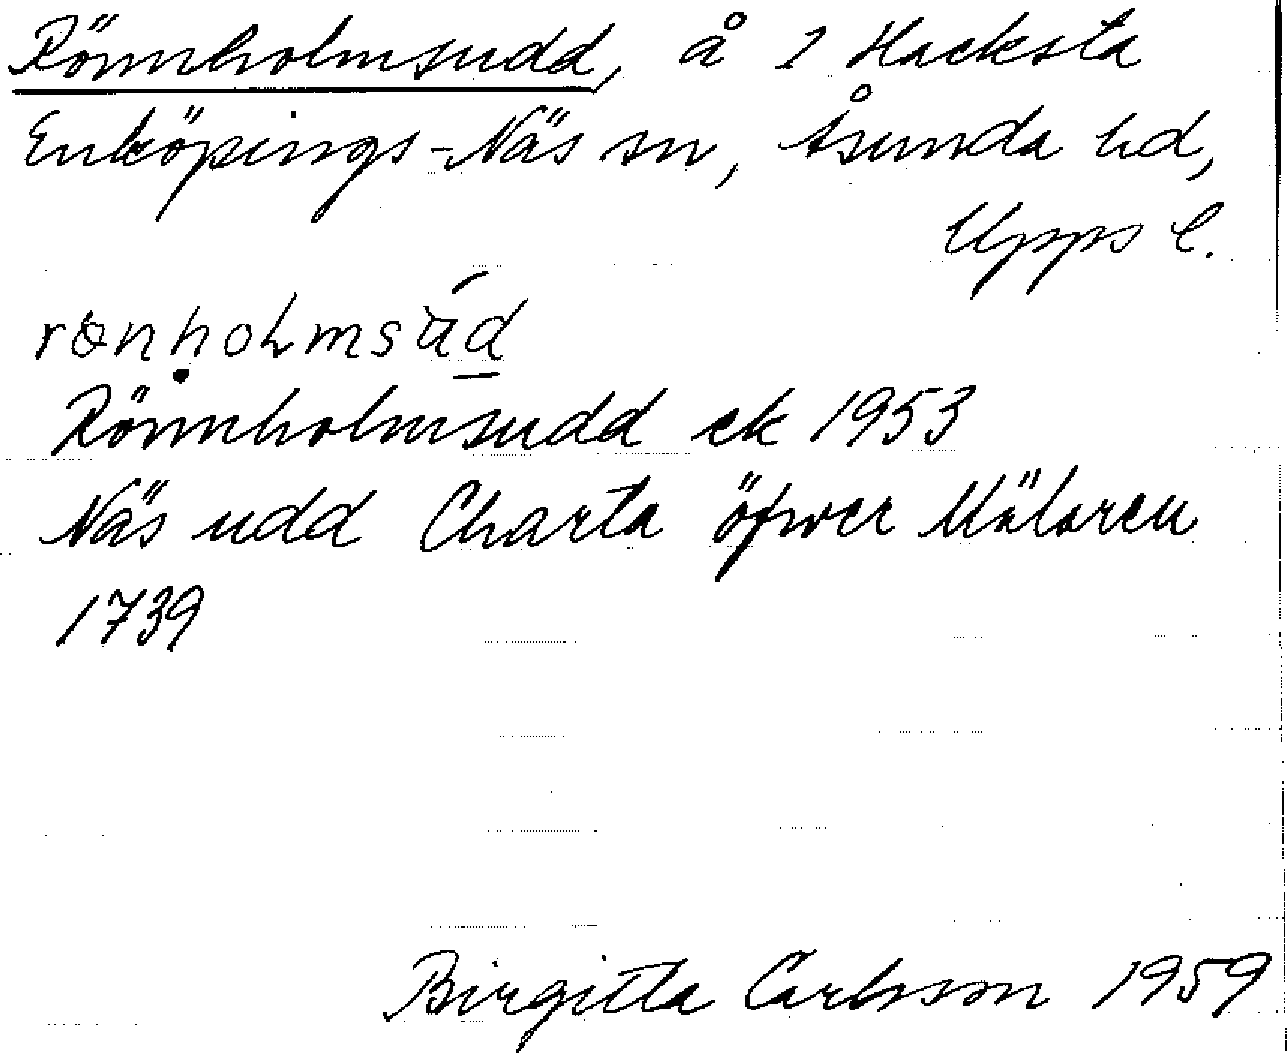 Rönnholmsudd, å 1 Hacksta
Enköpings-Näs sn, Åsunda hd,
Upps l.
Rönnholmsudd ek 1953
Näs udd Charta öfwer Mälaren
1739
Birgitta Carlsson 1959